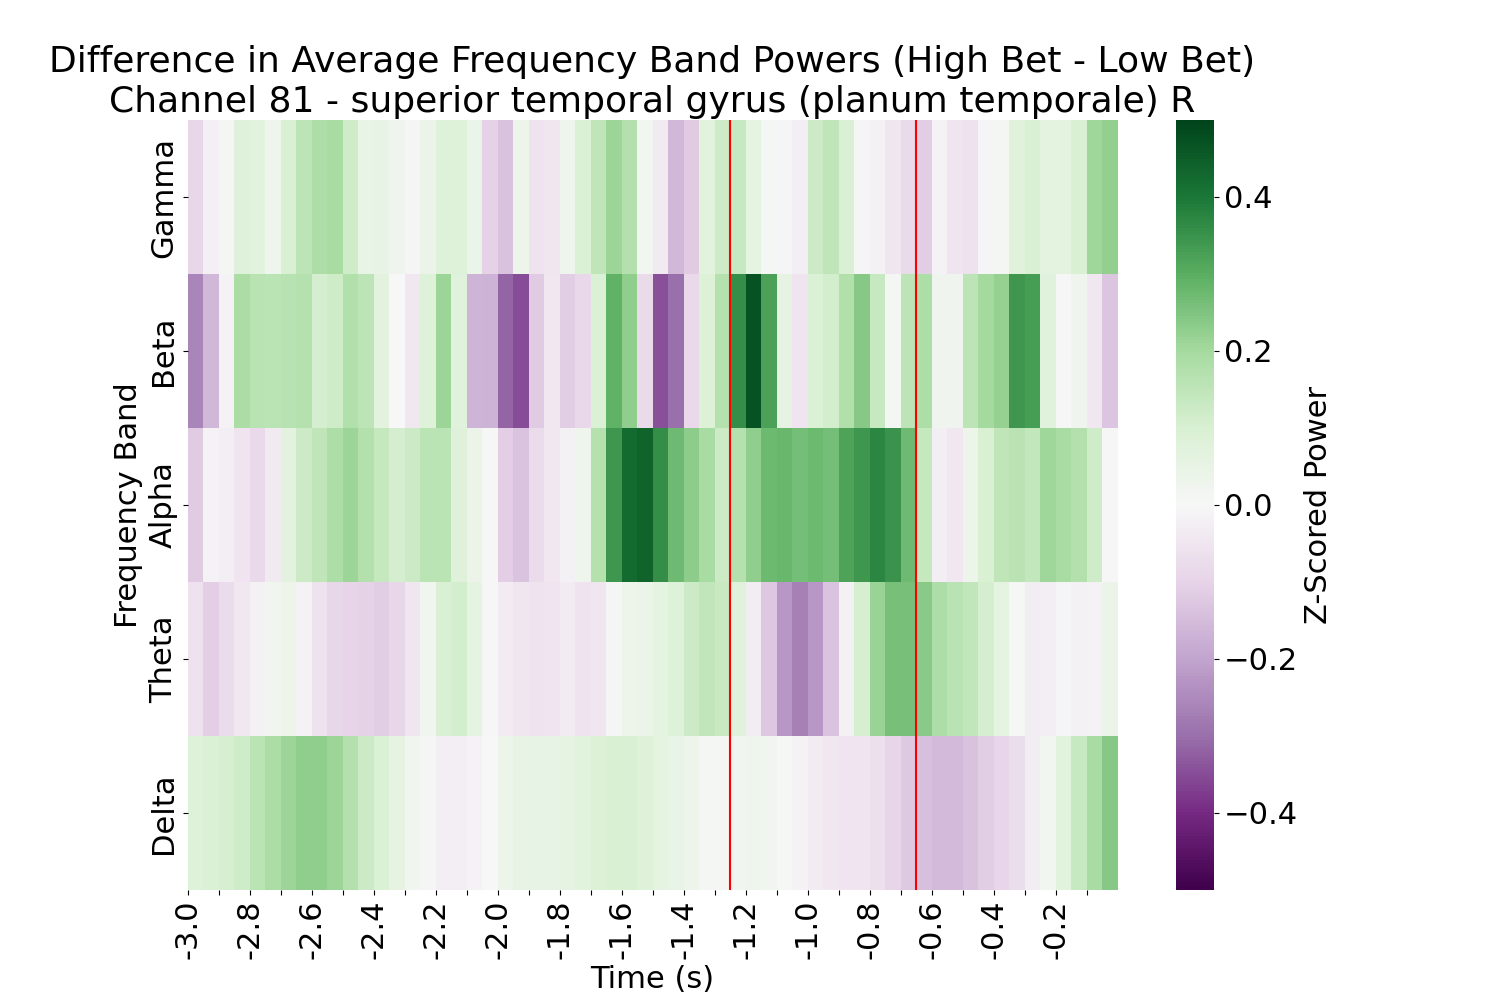 Difference in Average Frequency Band Powers (High Bet - Low Bet)
Channel 81 - superior temporal gyrus (planum temporale) R
Frequency Band
Gamma
Beta
Alpha
Theta
Delta
-3.0
-2.8
-2.6
-2.4
-2.2
-2.0
-1.8
-1.6
-1.4
-1.2
-1.0
-0.8
-0.6
-0.4
-0.2
Time (s)
0.4
0.2
0.0
−0.2
−0.4
Z-Scored Power